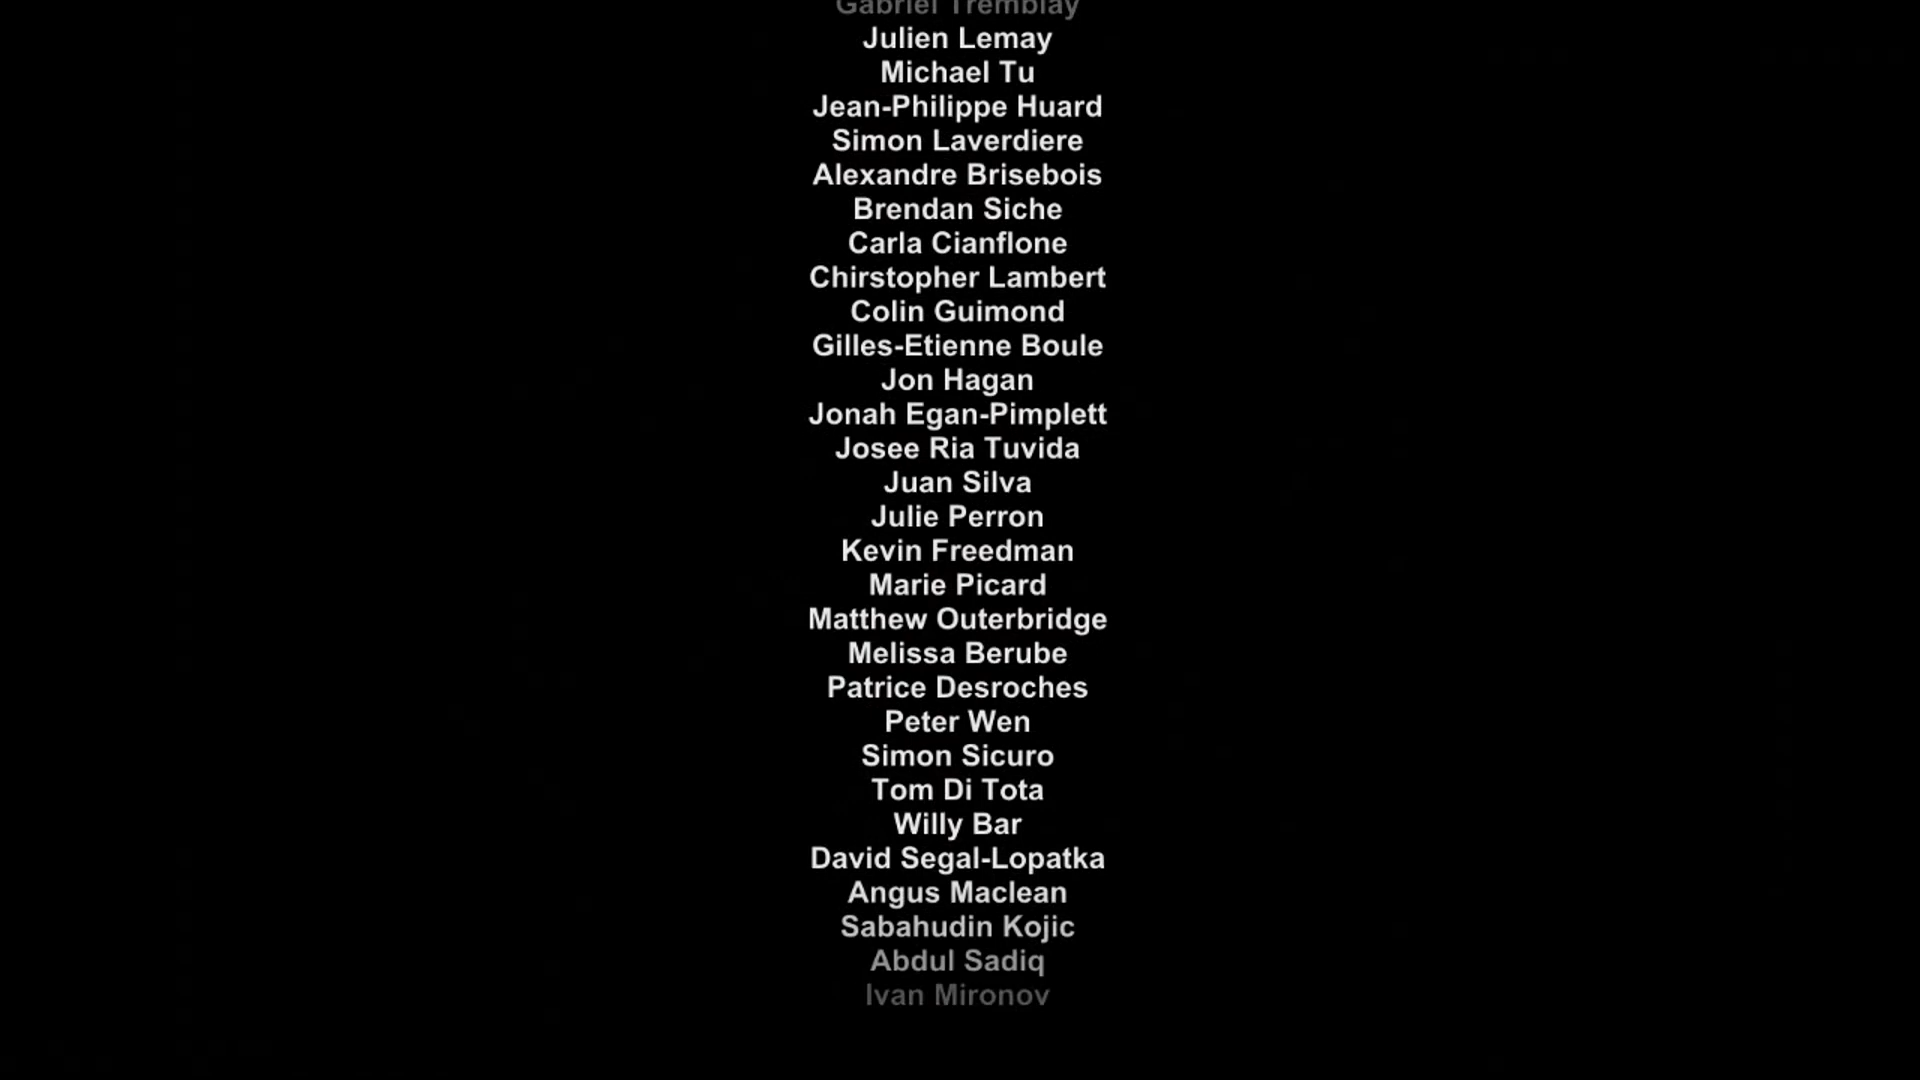 Gabriel Tremblay
Julien Lemay
Michael Tu
Jean-Philippe Huard
Simon Laverdiere
Alexandre Brisebois
Brendan Siche
Carla Cianflone
Chirstopher Lambert
Colin Guimond
Gilles-Etienne Boule
Jon Hagan
Jonah Egan-Pimplett
Josee Ria Tuvida
Juan Silva
Julie Perron
Kevin Freedman
Marie Picard
Matthew Outerbridge
Melissa Berube
Patrice Desroches
Peter Wen
Simon Sicuro
Tom Di Tota
Willy Bar
David Segal-Lopatka
Angus Maclean
Sabahudin Kojic
Abdul Sadiq
Ivan Mironov